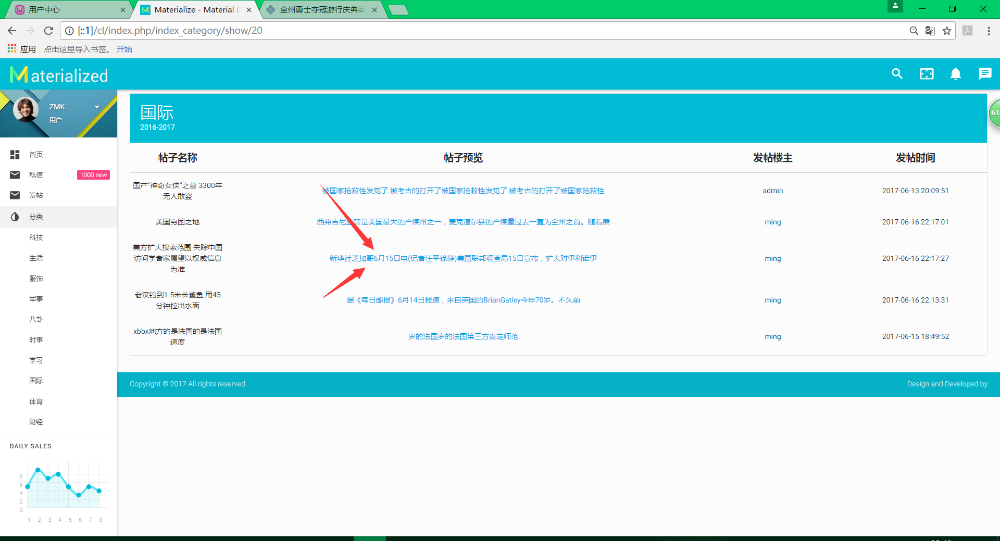 用户中心
Materialize - Material D
金州勇士夺冠游行庆典举
[::1]/cl/index.php/index_category/show/20
应用 点击这里导入书签。 开始
Materialized
ZMK
用户
首页
私信 1000 new
发帖
分类
科技
生活
服饰
军事
八卦
时事
学习
国际
体育
财经
DAILY SALES
8
6
4
2
0
1 2 3 4 5 6 7 8
国际
2016-2017
61
帖子名称 帖子预览 发帖楼主 发帖时间
国产“神奇女侠”之墓 3300年
无人敢盗
被国家抢救性发觉了.被考古的打开了被国家抢救性发觉了.被考古的打开了被国家抢救性
admin
2017-06-13 20:09:51
美国穷困之地
西弗吉尼亚曾是美国最大的产煤州之一，麦克道尔县的产煤量过去一直为全州之首。随着廉
ming
2017-06-16 22:17:01
美方扩大搜索范围 失踪中国
访问学者家属望以权威信息
为准
新华社芝加哥6月15日电(记者汪平徐静)美国联邦调查局15日宣布，扩大对伊利诺伊
ming
2017-06-16 22:17:27
老汉钓到1.5米长鲶鱼 用45
分钟拉出水面
据《每日邮报》6月14日报道，来自英国的BrianGatley今年70岁。不久前
ming
2017-06-16 22:13:31
xbbx地方的是法国的是法国
速度
岁的法国岁的法国第三方贵定师范
ming
2017-06-15 18:49:52
Copyright © 2017 All rights reserved.
Design and Developed by